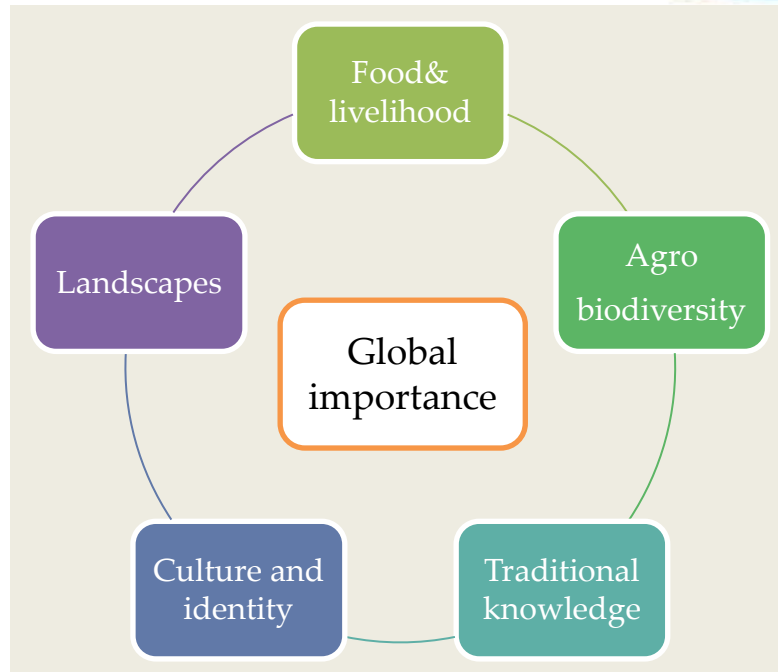 Food&
livelihood
Agro
biodiversity
Landscapes
Global
importance
Culture and
identity
Traditional
knowledge